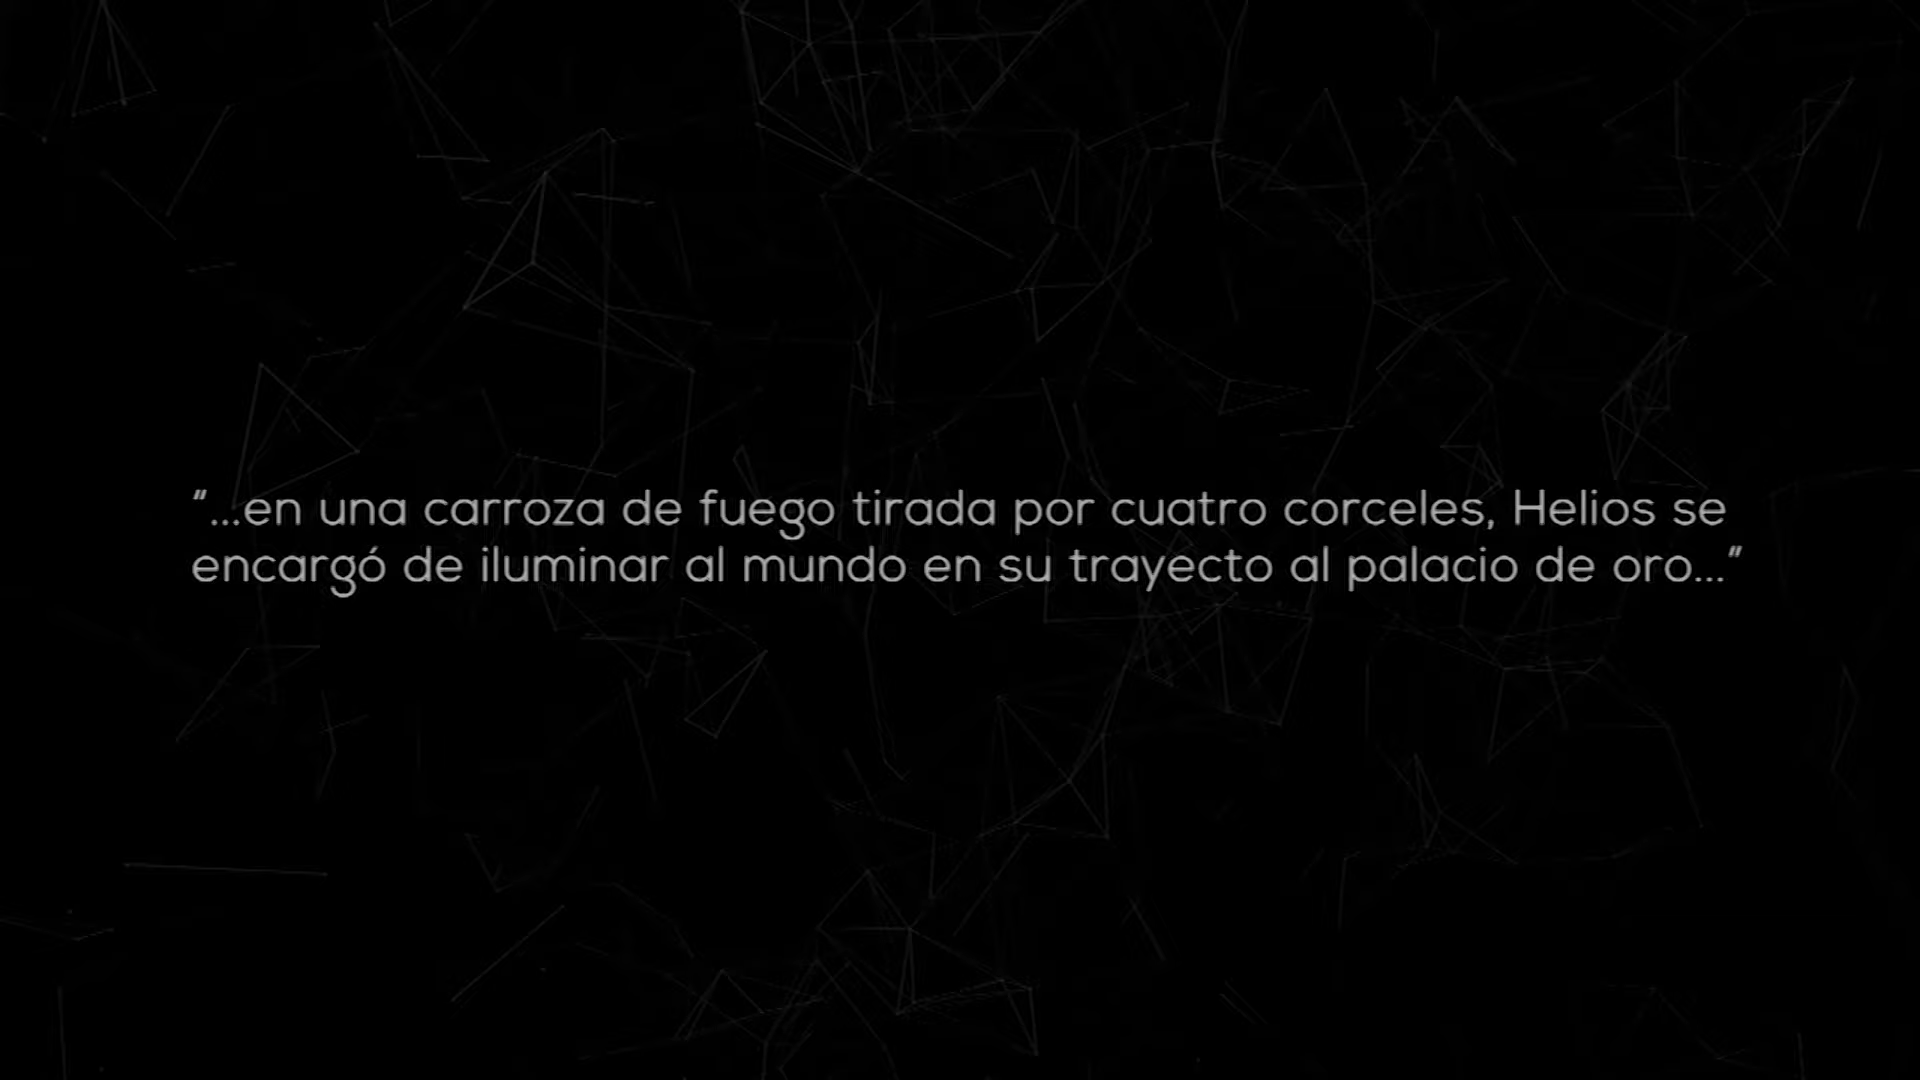 “...en una carroza de fuego tirada por cuatro corceles, Helios se
encargó de iluminar al mundo en su trayecto al palacio de oro...”